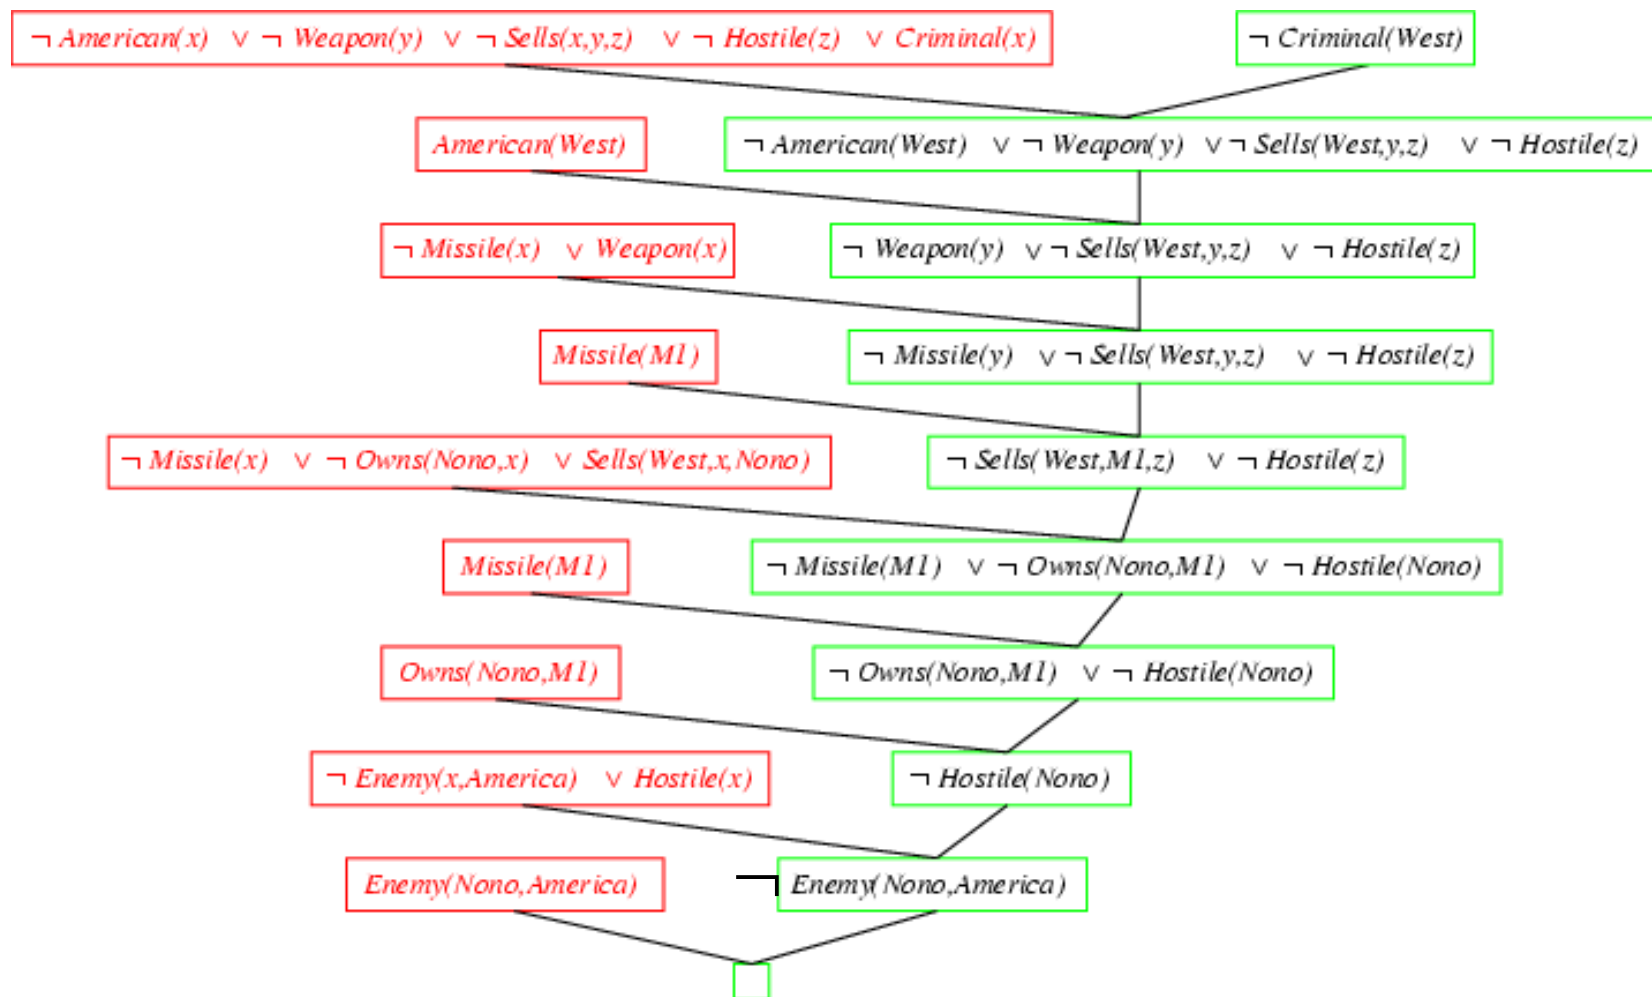 ¬ American(x) ∨ ¬ Weapon(y) ∨ ¬ Sells(x,y,z) ∨ ¬ Hostile(z) ∨ Criminal(x)
¬ Criminal(West)
American(West)
¬ American(West) ∨ ¬ Weapon(y) ∨ ¬ Sells(West,y,z) ∨ ¬ Hostile(z)
¬ Missile(x) ∨ Weapon(x)
¬ Weapon(y) ∨ ¬ Sells(West,y,z) ∨ ¬ Hostile(z)
Missile(M1)
¬ Missile(y) ∨ ¬ Sells(West,y,z) ∨ ¬ Hostile(z)
¬ Missile(x) ∨ ¬ Owns(Nono,x) ∨ Sells(West,x,Nono)
¬ Sells(West,M1,z) ∨ ¬ Hostile(z)
Missile(M1)
¬ Missile(M1) ∨ ¬ Owns(Nono,M1) ∨ ¬ Hostile(Nono)
Owns(Nono,M1)
¬ Owns(Nono,M1) ∨ ¬ Hostile(Nono)
¬ Enemy(x,America) ∨ Hostile(x)
¬ Hostile(Nono)
Enemy(Nono,America)
¬ Enemy(Nono,America)